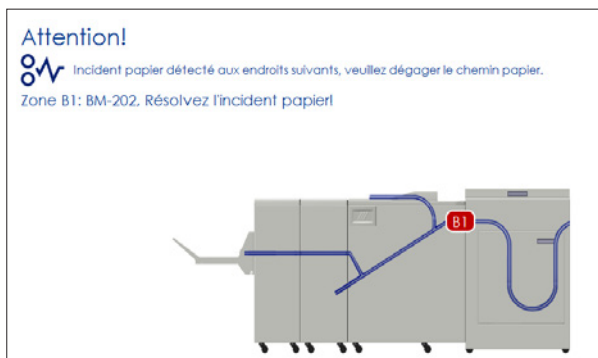 Attention!
Incident papier détecté aux endroits suivants, veuillez dégager le chemin papier.
Zone B1: BM-202, Résolvez l'incident papier!
B1